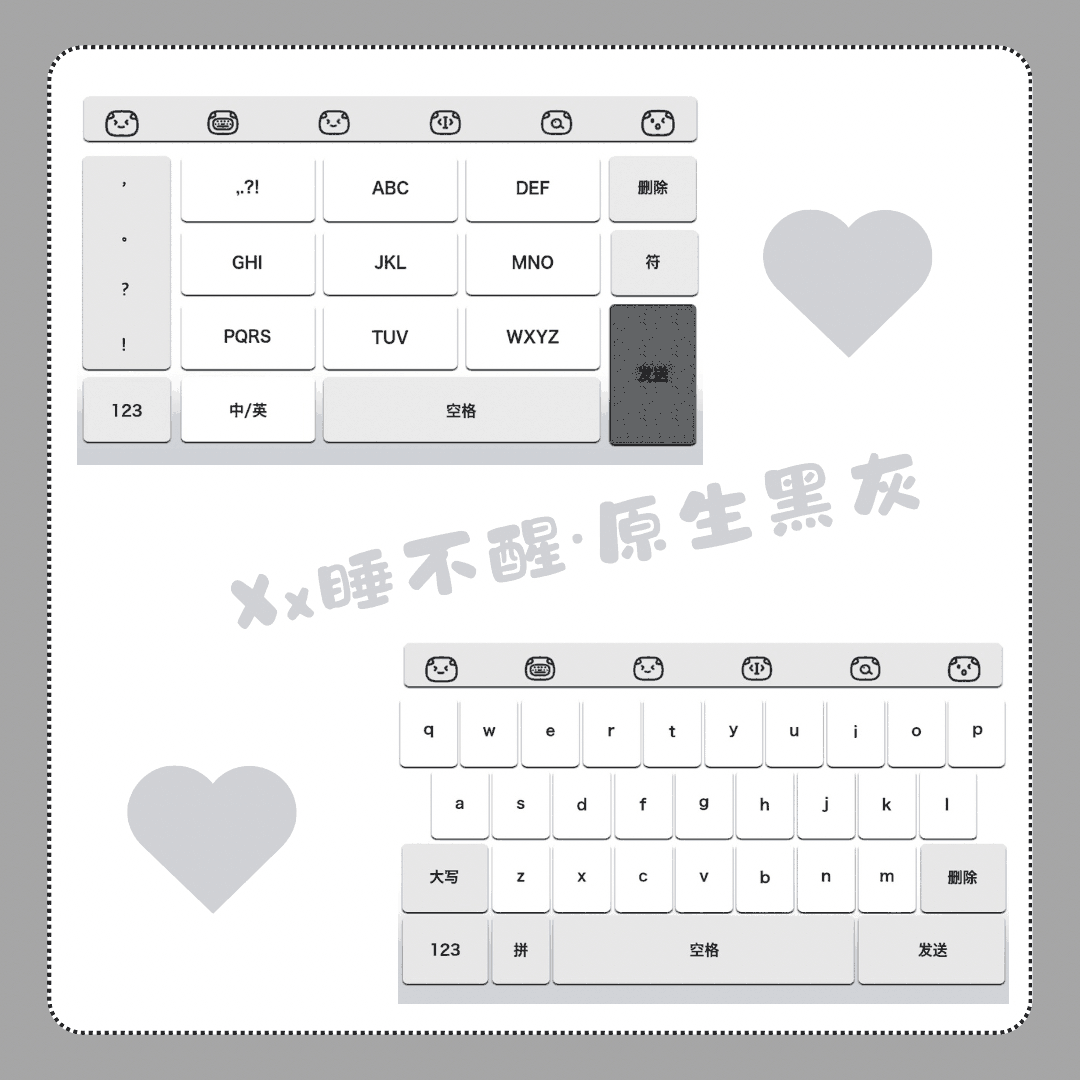 , ,.?! ABC DEF 删除
。 GHI JKL MNO 符
?
! PQRS TUV WXYZ 发送
123 中/英 空格
Xx睡不醒·原生黑灰
q w e r t y u i o p
a s d f g h j k l
大写 z x c v b n m 删除
123 拼 空格 发送